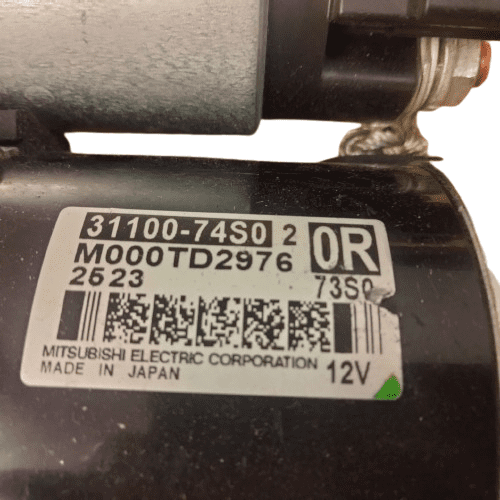 31100-74S0 2 0R
M000TD2976
2523 73S0
MITSUBISHI ELECTRIC CORPORATION
MADE IN JAPAN 12V